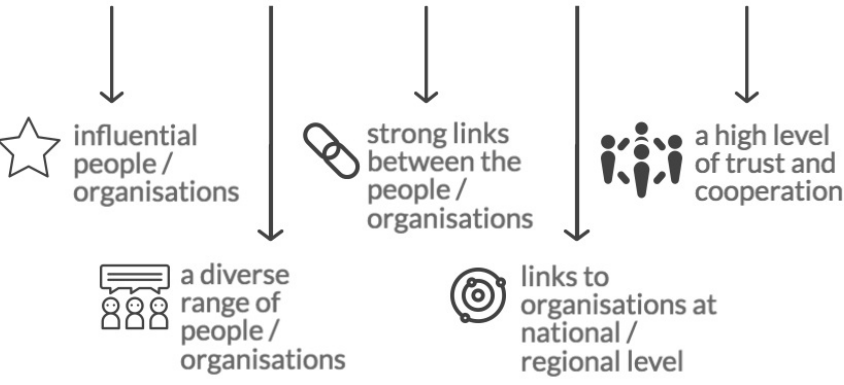 influential
people /
organisations
strong links
between the
people /
organisations
a high level
of trust and
cooperation
a diverse
range of
people /
organisations
links to
organisations at
national /
regional level